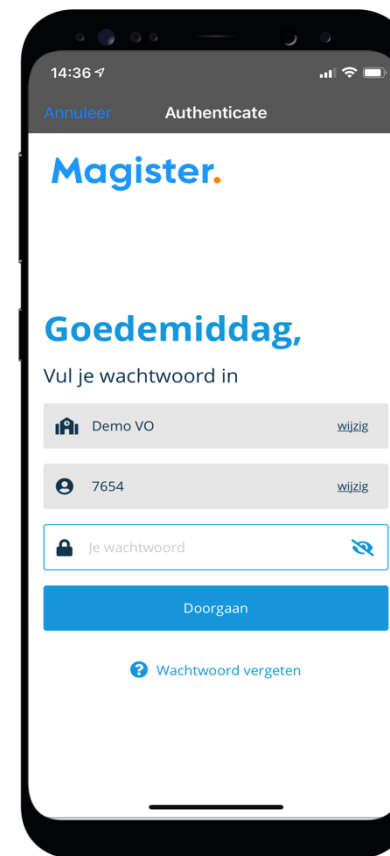 14:36
Annuleer Authenticate
Magister.
Goedemiddag,
Vul je wachtwoord in
Demo VO wijzig
7654 wijzig
Je wachtwoord
Doorgaan
? Wachtwoord vergeten